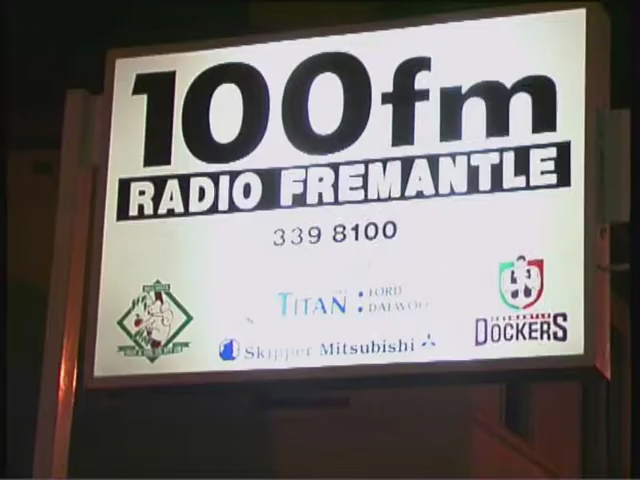 100fm
RADIO FREMANTLE
339 8100
TITAN : FORD
DAEWOO
Skipper Mitsubishi
DOCKERS